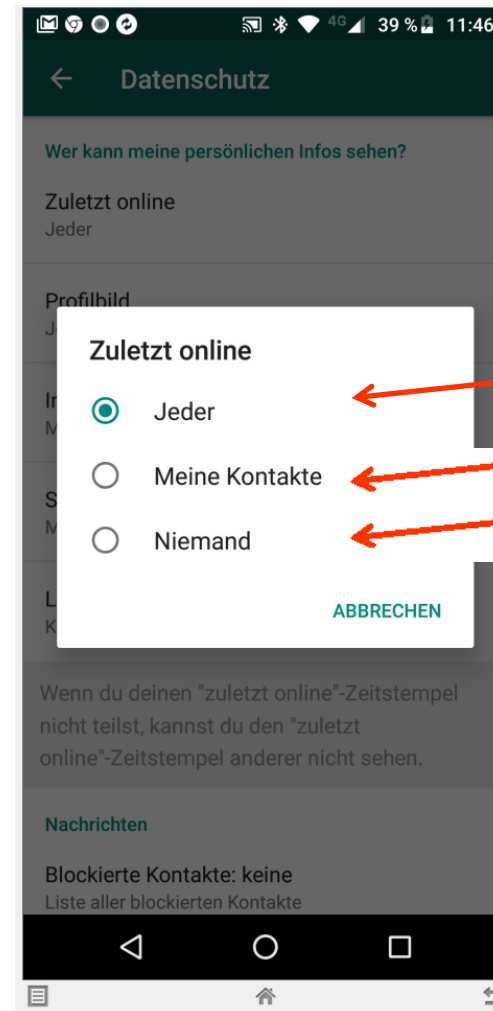 4G 39 % 11:46
Datenschutz
Wer kann meine persönlichen Infos sehen?
Zuletzt online
Jeder
Profilbild
Zuletzt online
Jeder
Meine Kontakte
Niemand
ABBRECHEN
Wenn du deinen "zuletzt online"-Zeitstempel
nicht teilst, kannst du den "zuletzt
online"-Zeitstempel anderer nicht sehen.
Nachrichten
Blockierte Kontakte: keine
Liste aller blockierten Kontakte